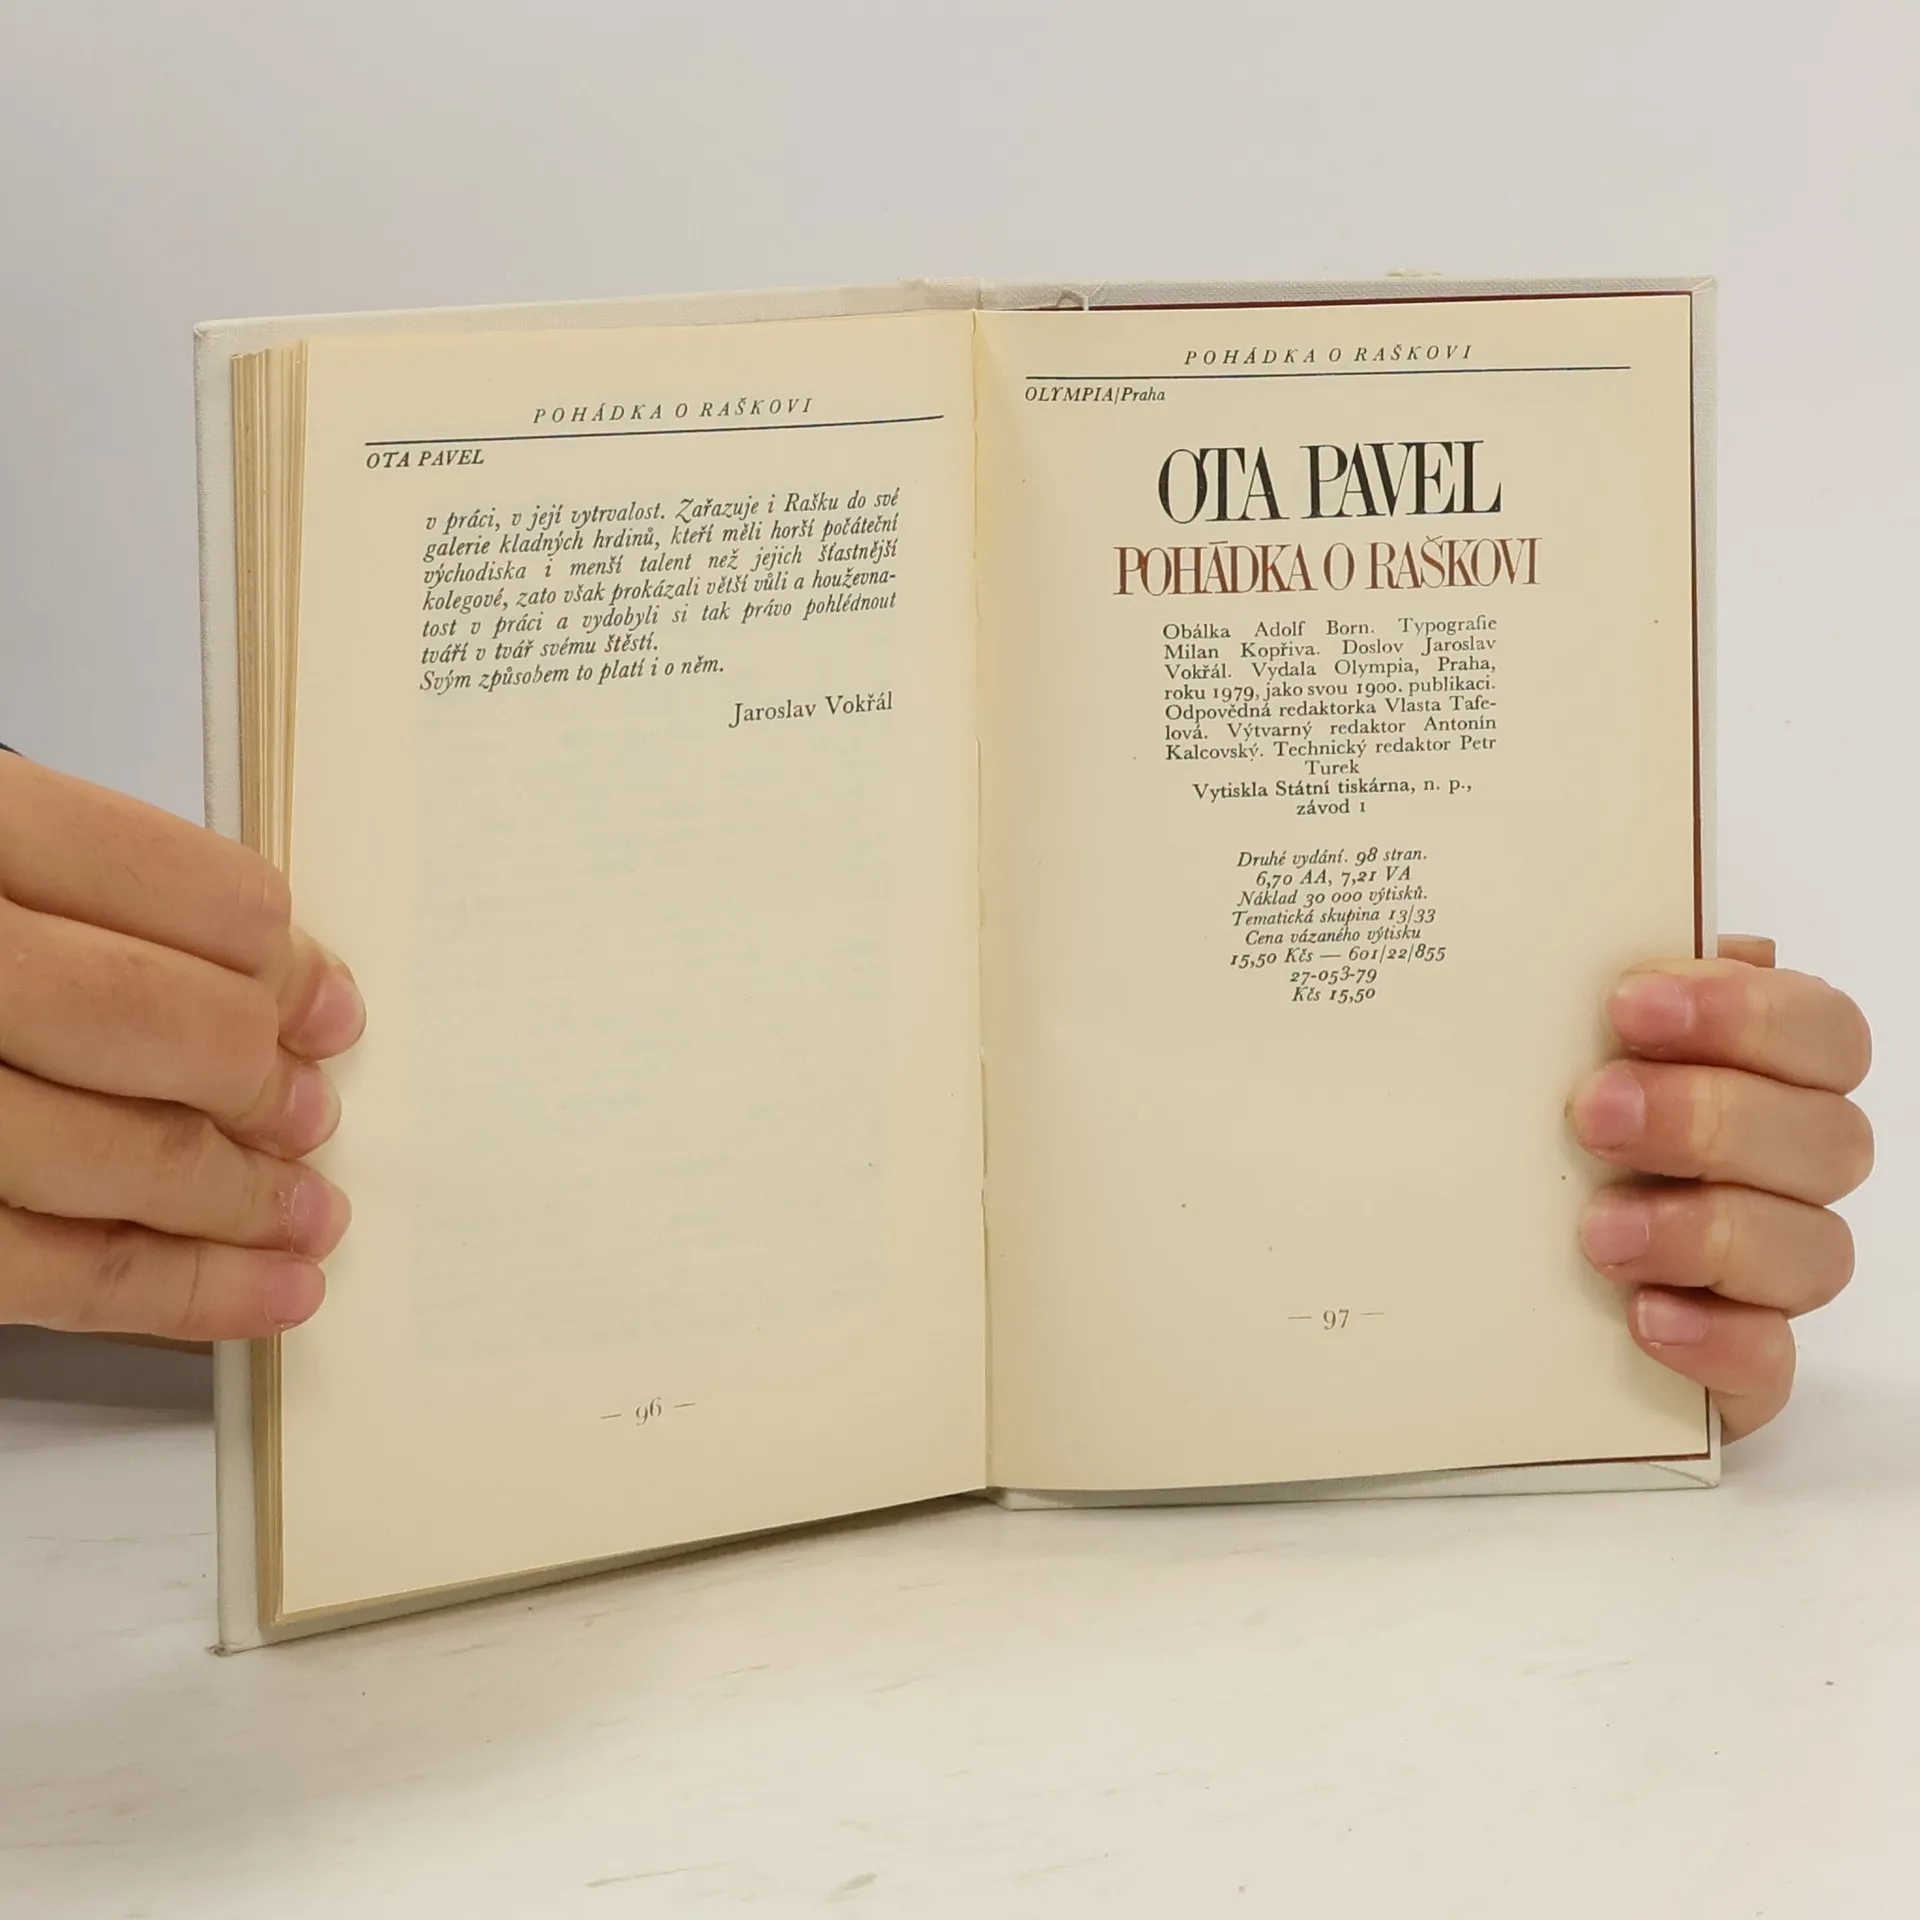 POHÁDKA O RAŠKOVI
OTA PAVEL
v práci, v její vytrvalost. Zařazuje i Rašku do své
galerie kladných hrdinů, kteří měli horší počáteční
východiska i menší talent než jejich šťastnější
kolegové, zato však prokázali větší vůli a houževna-
tost v práci a vydobyli si tak právo pohlédnout
tváří v tvář svému štěstí.
Svým způsobem to platí i o něm.
Jaroslav Vokřál
— 96 —
POHÁDKA O RAŠKOVI
OLYMPIA/Praha
OTA PAVEL
POHÁDKA O RAŠKOVI
Obálka Adolf Born. Typografie
Milan Kopřiva. Doslov Jaroslav
Vokřál. Vydala Olympia, Praha,
roku 1979, jako svou 1900. publikaci.
Odpovědná redaktorka Vlasta Tafe-
lová. Výtvarný redaktor Antonín
Kalcovský. Technický redaktor Petr
Turek
Vytiskla Státní tiskárna, n. p.,
závod 1
Druhé vydání. 98 stran.
6,70 AA, 7,21 VA
Náklad 30 000 výtisků.
Tematická skupina 13/33
Cena vázaného výtisku
15,50 Kčs — 601/22/855
27-053-79
Kčs 15,50
— 97 —